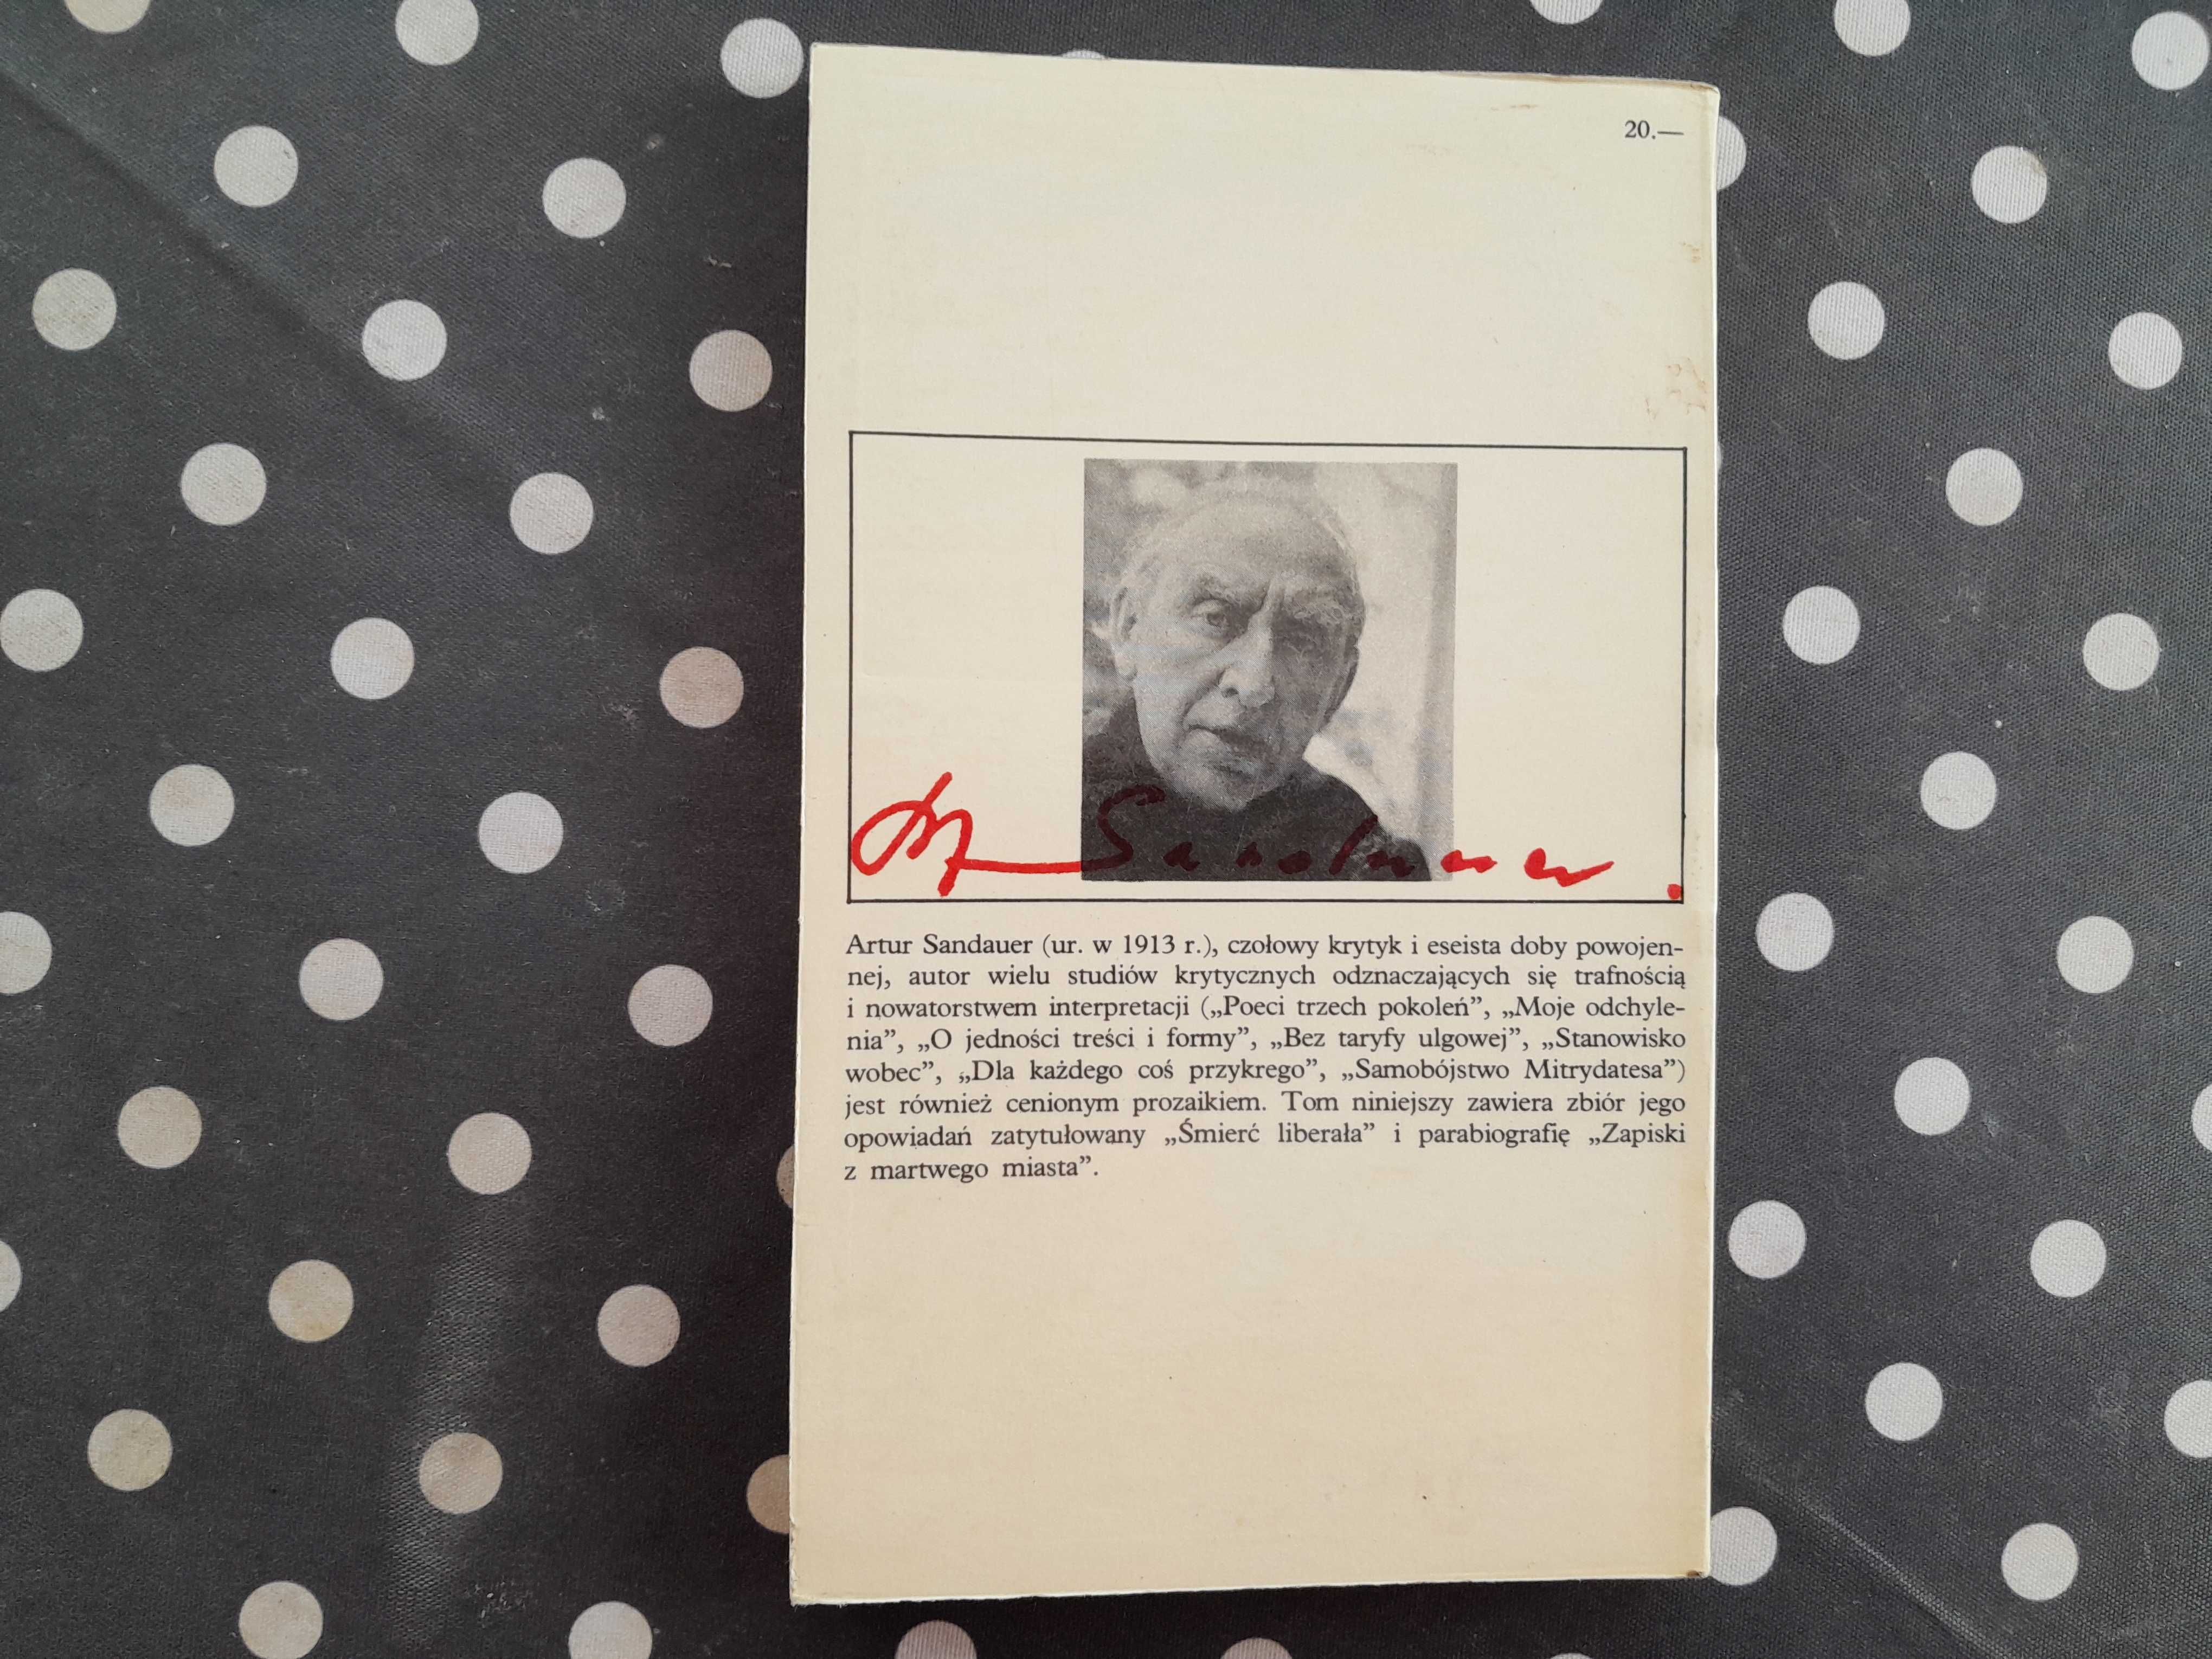 20.—
Art Sandauer.
Artur Sandauer (ur. w 1913 r.), czołowy krytyk i eseista doby powojen-
nej, autor wielu studiów krytycznych odznaczających się trafnością
i nowatorstwem interpretacji („Poeci trzech pokoleń”, „Moje odchyle-
nia”, „O jedności treści i formy”, „Bez taryfy ulgowej”, „Stanowisko
wobec”, „Dla każdego coś przykrego”, „Samobójstwo Mitrydatesa”)
jest również cenionym prozaikiem. Tom niniejszy zawiera zbiór jego
opowiadań zatytułowany „Śmierć liberała” i parabiografię „Zapiski
z martwego miasta”.